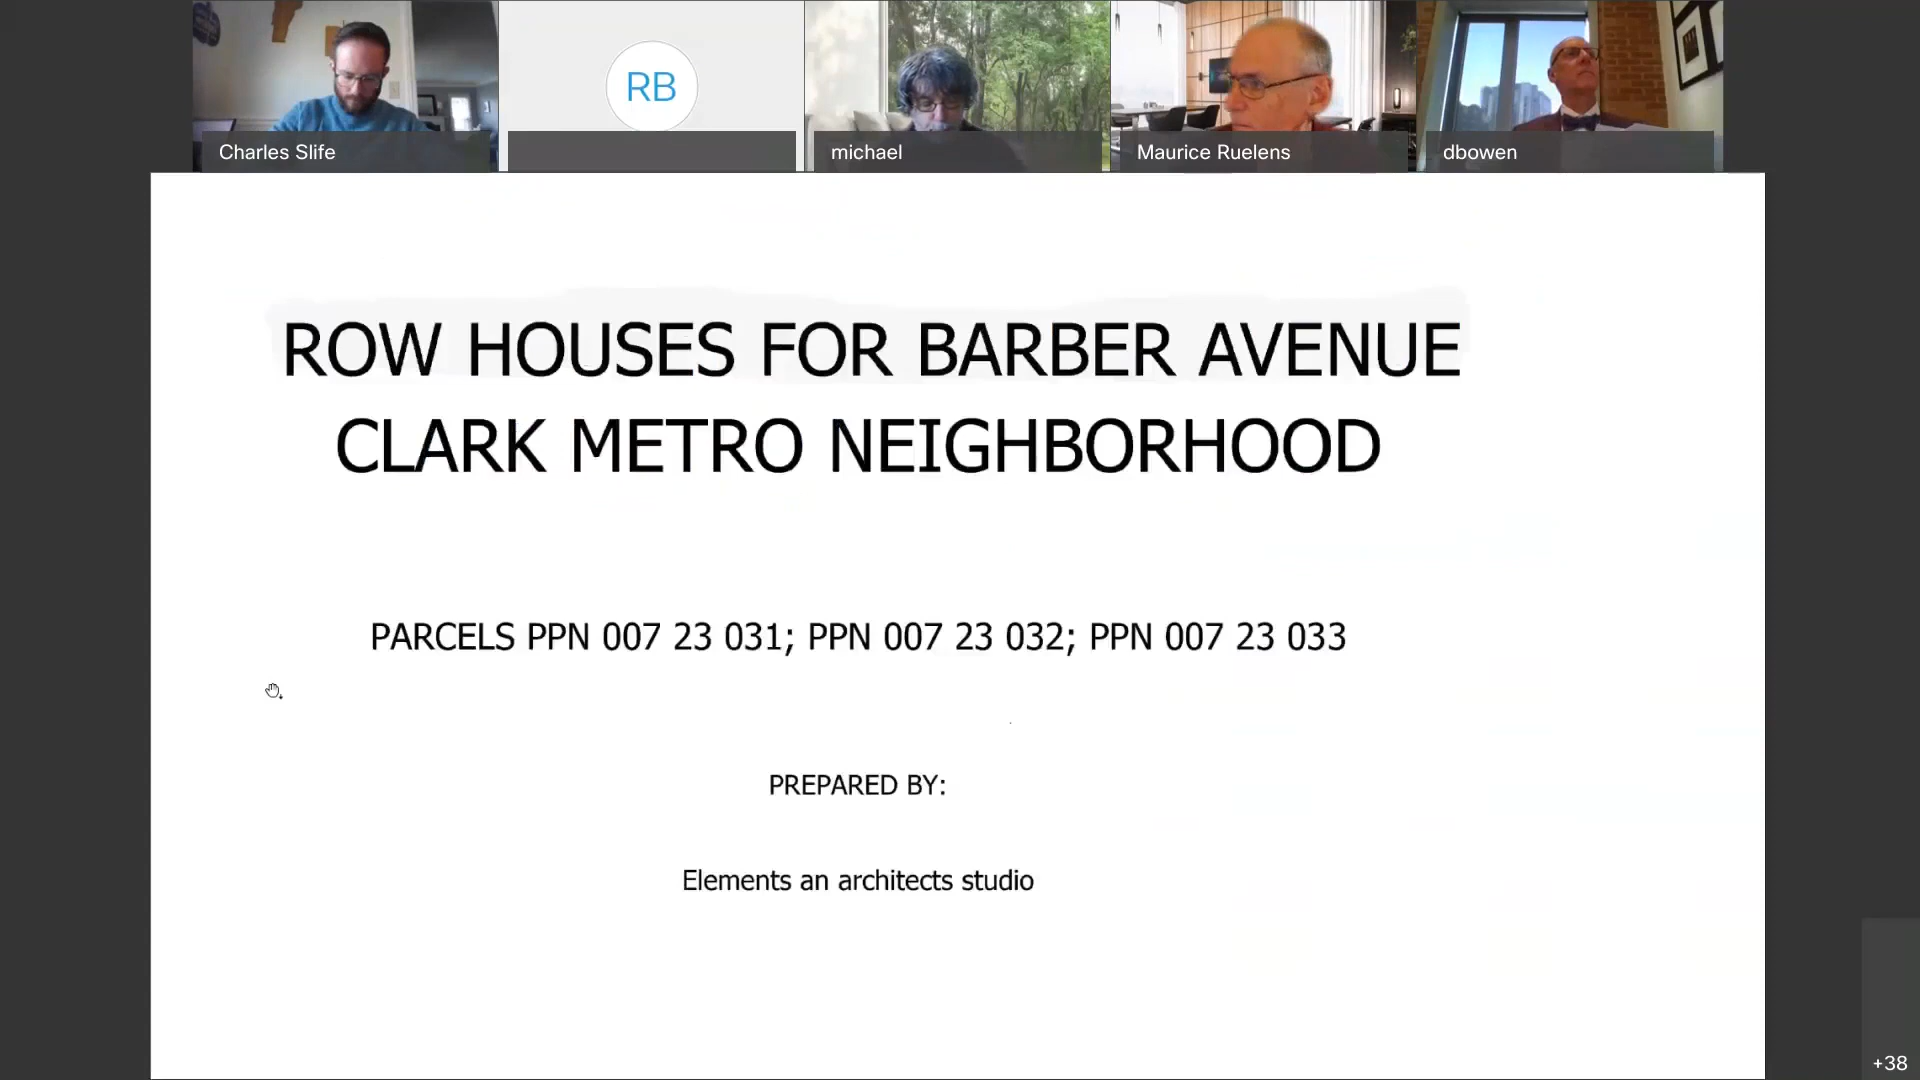 RB
Charles Slife
michael
Maurice Ruelens
dbowen
ROW HOUSES FOR BARBER AVENUE
CLARK METRO NEIGHBORHOOD
PARCELS PPN 007 23 031; PPN 007 23 032; PPN 007 23 033
PREPARED BY:
Elements an architects studio
+38